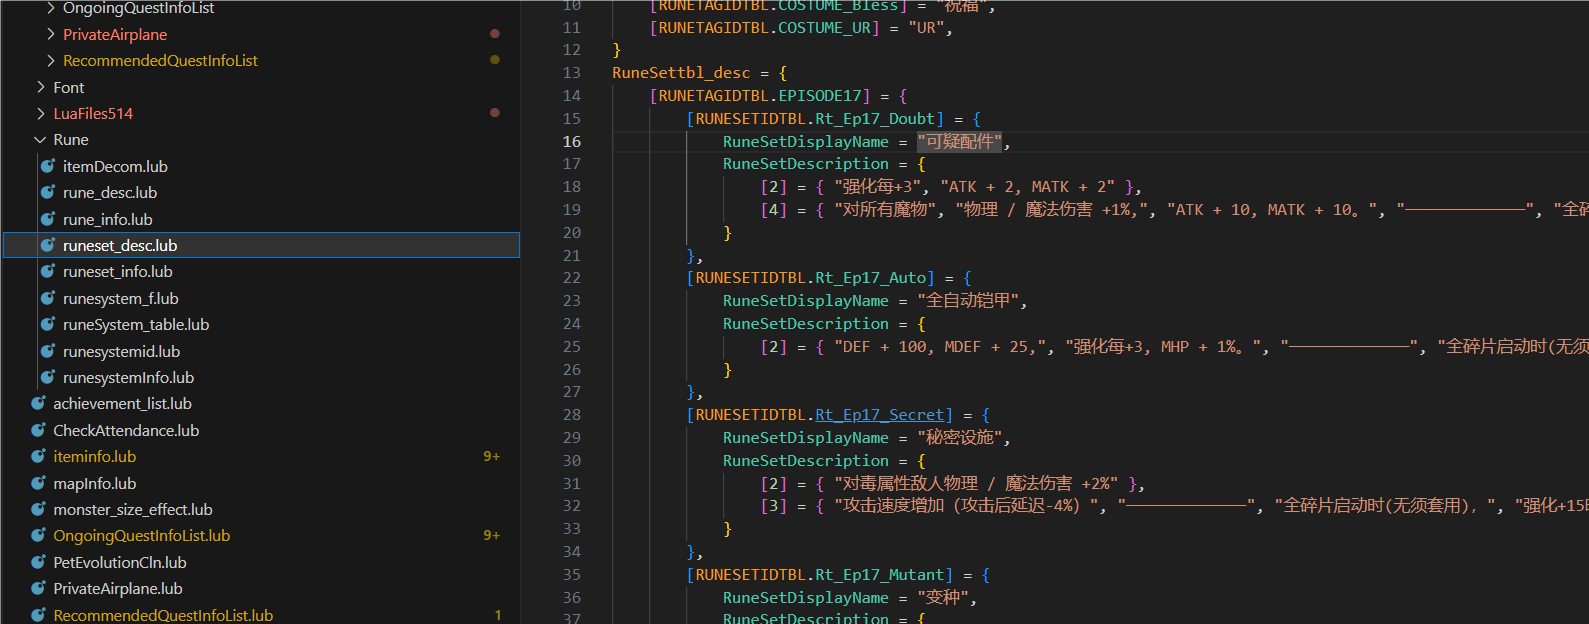 OngoingQuestInfoList
PrivateAirplane
RecommendedQuestInfoList
Font
LuaFiles514
Rune
itemDecom.lub
rune_desc.lub
rune_info.lub
runeset_desc.lub
runeset_info.lub
runesystem_f.lub
runeSystem_table.lub
runesystemid.lub
runesystemInfo.lub
achievement_list.lub
CheckAttendance.lub
iteminfo.lub 9+
mapInfo.lub
monster_size_effect.lub
OngoingQuestInfoList.lub 9+
PetEvolutionCln.lub
PrivateAirplane.lub
RecommendedQuestInfoList.lub 1
10 [RUNETAGIDTBL.COSTUME_Bless] = "祝福",
11 [RUNETAGIDTBL.COSTUME_UR] = "UR",
12 }
13 RuneSettbl_desc = {
14 [RUNETAGIDTBL.EPISODE17] = {
15 [RUNESETIDTBL.Rt_Ep17_Doubt] = {
16 RuneSetDisplayName = "可疑配件",
17 RuneSetDescription = {
18 [2] = { "强化每+3", "ATK + 2, MATK + 2" },
19 [4] = { "对所有魔物", "物理 / 魔法伤害 +1%,", "ATK + 10, MATK + 10。", "─────────────", "全碎
20 }
21 },
22 [RUNESETIDTBL.Rt_Ep17_Auto] = {
23 RuneSetDisplayName = "全自动铠甲",
24 RuneSetDescription = {
25 [2] = { "DEF + 100, MDEF + 25,", "强化每+3, MHP + 1%。", "─────────────", "全碎片启动时(无须
26 }
27 },
28 [RUNESETIDTBL.Rt_Ep17_Secret] = {
29 RuneSetDisplayName = "秘密设施",
30 RuneSetDescription = {
31 [2] = { "对毒属性敌人物理 / 魔法伤害 +2%" },
32 [3] = { "攻击速度增加 (攻击后延迟-4%) ", "─────────────", "全碎片启动时(无须套用), ", "强化+15时
33 }
34 },
35 [RUNESETIDTBL.Rt_Ep17_Mutant] = {
36 RuneSetDisplayName = "变种",
37 RuneSetDescription = {